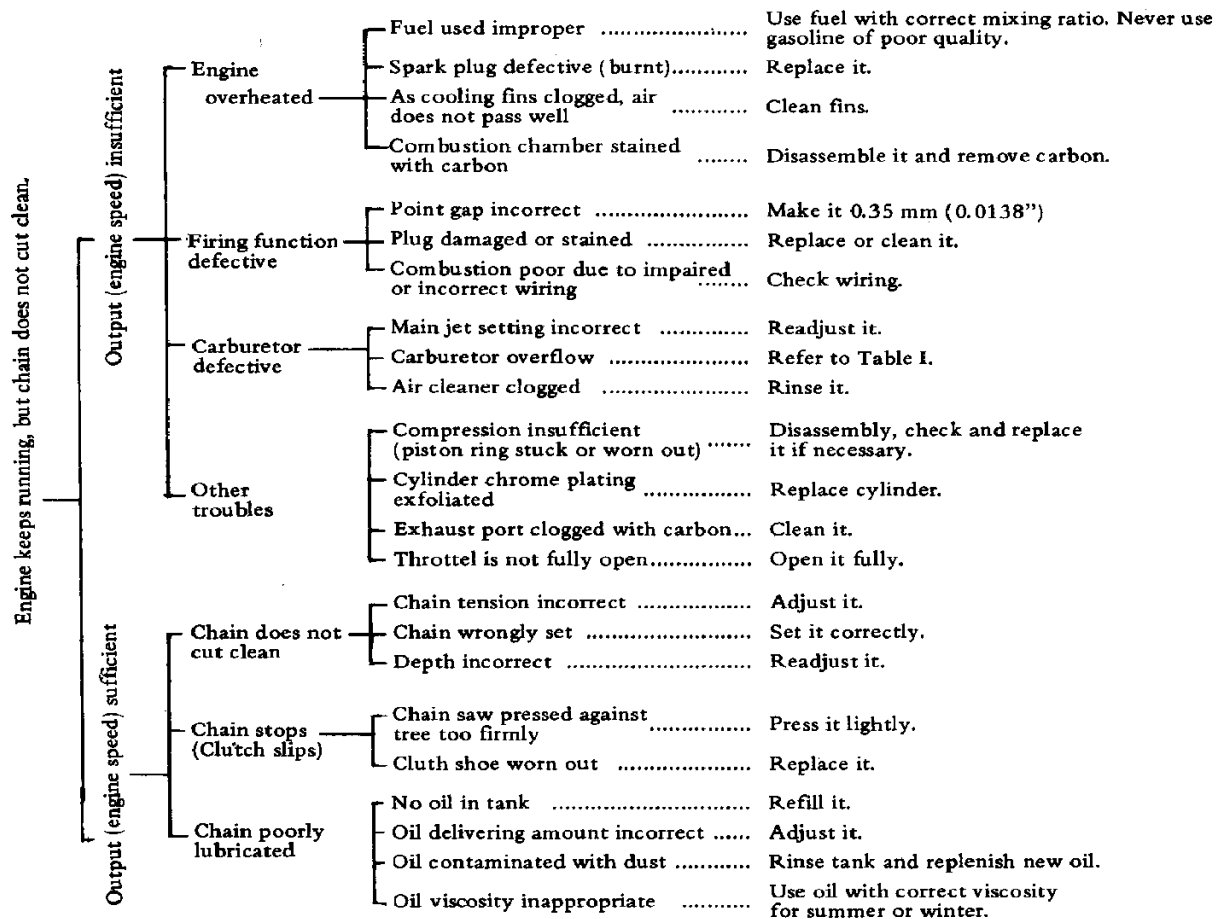 Engine keeps running, but chain does not cut clean.
Output (engine speed) insufficient
Engine
overheated
Fuel used improper ........................ Use fuel with correct mixing ratio. Never use
gasoline of poor quality.
Spark plug defective (burnt)............ Replace it.
As cooling fins clogged, air
does not pass well ............ Clean fins.
Combustion chamber stained
with carbon ........ Disassemble it and remove carbon.
Firing function
defective
Point gap incorrect ......................... Make it 0.35 mm (0.0138”)
Plug damaged or stained ................. Replace or clean it.
Combustion poor due to impaired
or incorrect wiring ........ Check wiring.
Carburetor
defective
Main jet setting incorrect ............... Readjust it.
Carburetor overflow ...................... Refer to Table I.
Air cleaner clogged ....................... Rinse it.
Other
troubles
Compression insufficient
(piston ring stuck or worn out) ....... Disassembly, check and replace
it if necessary.
Cylinder chrome plating
exfoliated ................. Replace cylinder.
Exhaust port clogged with carbon... Clean it.
Throttel is not fully open................ Open it fully.
Output (engine speed) sufficient
Chain does not
cut clean
Chain tension incorrect .................. Adjust it.
Chain wrongly set .......................... Set it correctly.
Depth incorrect ............................. Readjust it.
Chain stops
(Clutch slips)
Chain saw pressed against
tree too firmly ................ Press it lightly.
Cluth shoe worn out ..................... Replace it.
Chain poorly
lubricated
No oil in tank ............................... Refill it.
Oil delivering amount incorrect ...... Adjust it.
Oil contaminated with dust ............ Rinse tank and replenish new oil.
Oil viscosity inappropriate ........... Use oil with correct viscosity
for summer or winter.